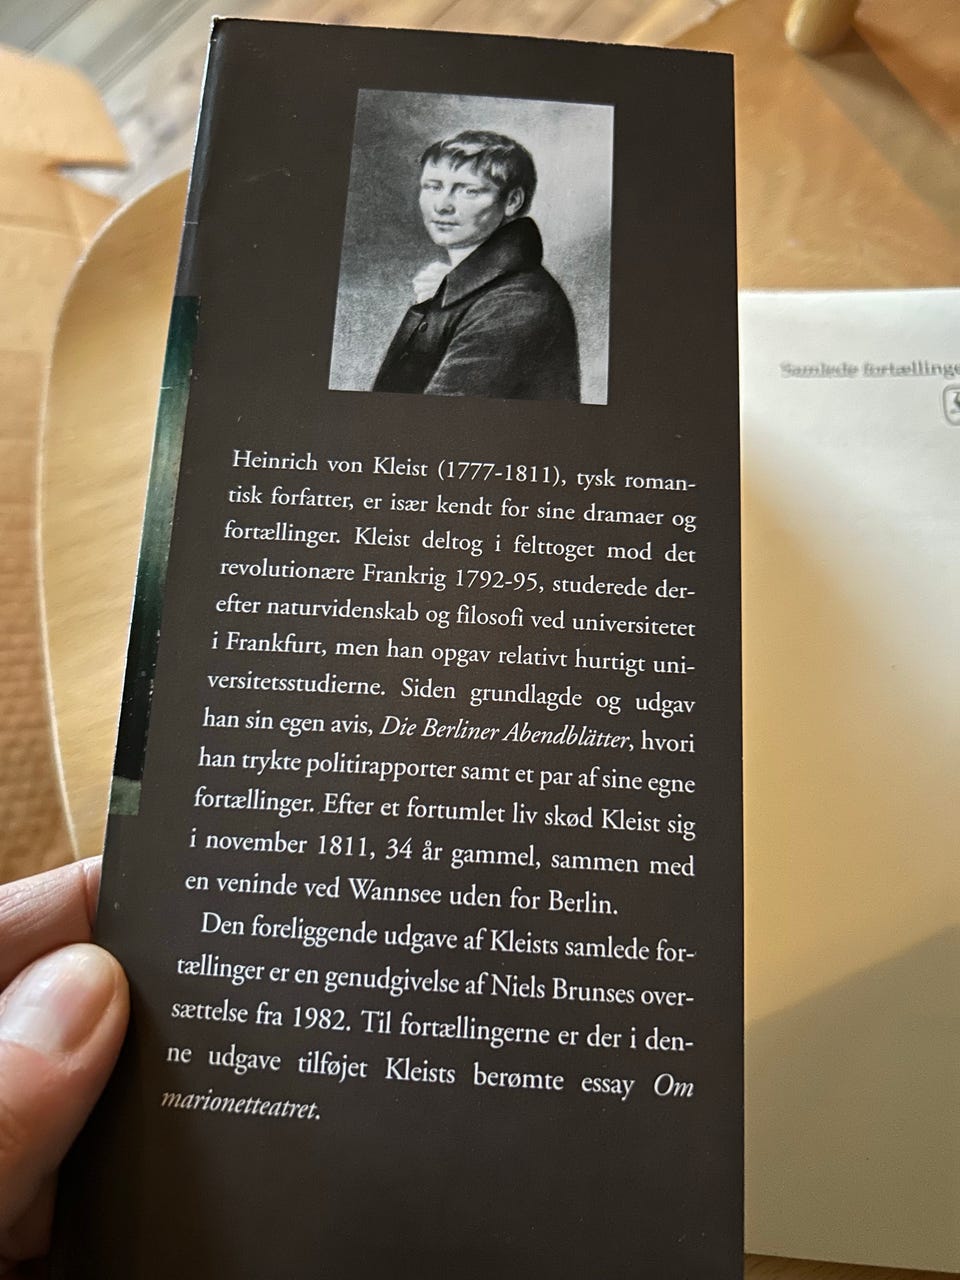 Heinrich von Kleist (1777-1811), tysk roman-
tisk forfatter, er især kendt for sine dramaer og
fortællinger. Kleist deltog i felttoget mod det
revolutionære Frankrig 1792-95, studerede der-
efter naturvidenskab og filosofi ved universitetet
i Frankfurt, men han opgav relativt hurtigt uni-
versitetsstudierne. Siden grundlagde og udgav
han sin egen avis, Die Berliner Abendblätter, hvori
han trykte politirapporter samt et par af sine egne
fortællinger. Efter et fortumlet liv skød Kleist sig
i november 1811, 34 år gammel, sammen med
en veninde ved Wannsee uden for Berlin.
Den foreliggende udgave af Kleists samlede for-
tællinger er en genudgivelse af Niels Brunses over-
sættelse fra 1982. Til fortællingerne er der i den-
ne udgave tilføjet Kleists berømte essay Om
marionetteatret.
Samlede fortællinge